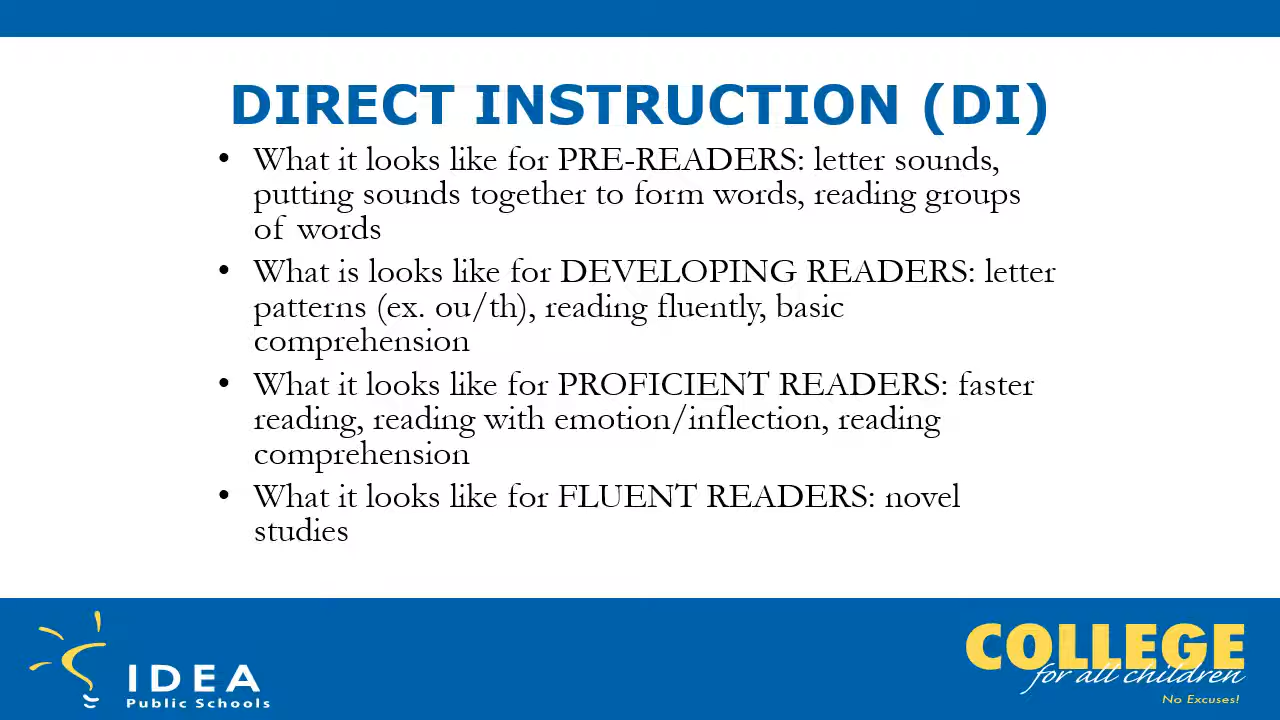 DIRECT INSTRUCTION (DI)
• What it looks like for PRE-READERS: letter sounds,
putting sounds together to form words, reading groups
of words
• What is looks like for DEVELOPING READERS: letter
patterns (ex. ou/th), reading fluently, basic
comprehension
• What it looks like for PROFICIENT READERS: faster
reading, reading with emotion/inflection, reading
comprehension
• What it looks like for FLUENT READERS: novel
studies
IDEA
Public Schools
COLLEGE
for all children
No Excuses!